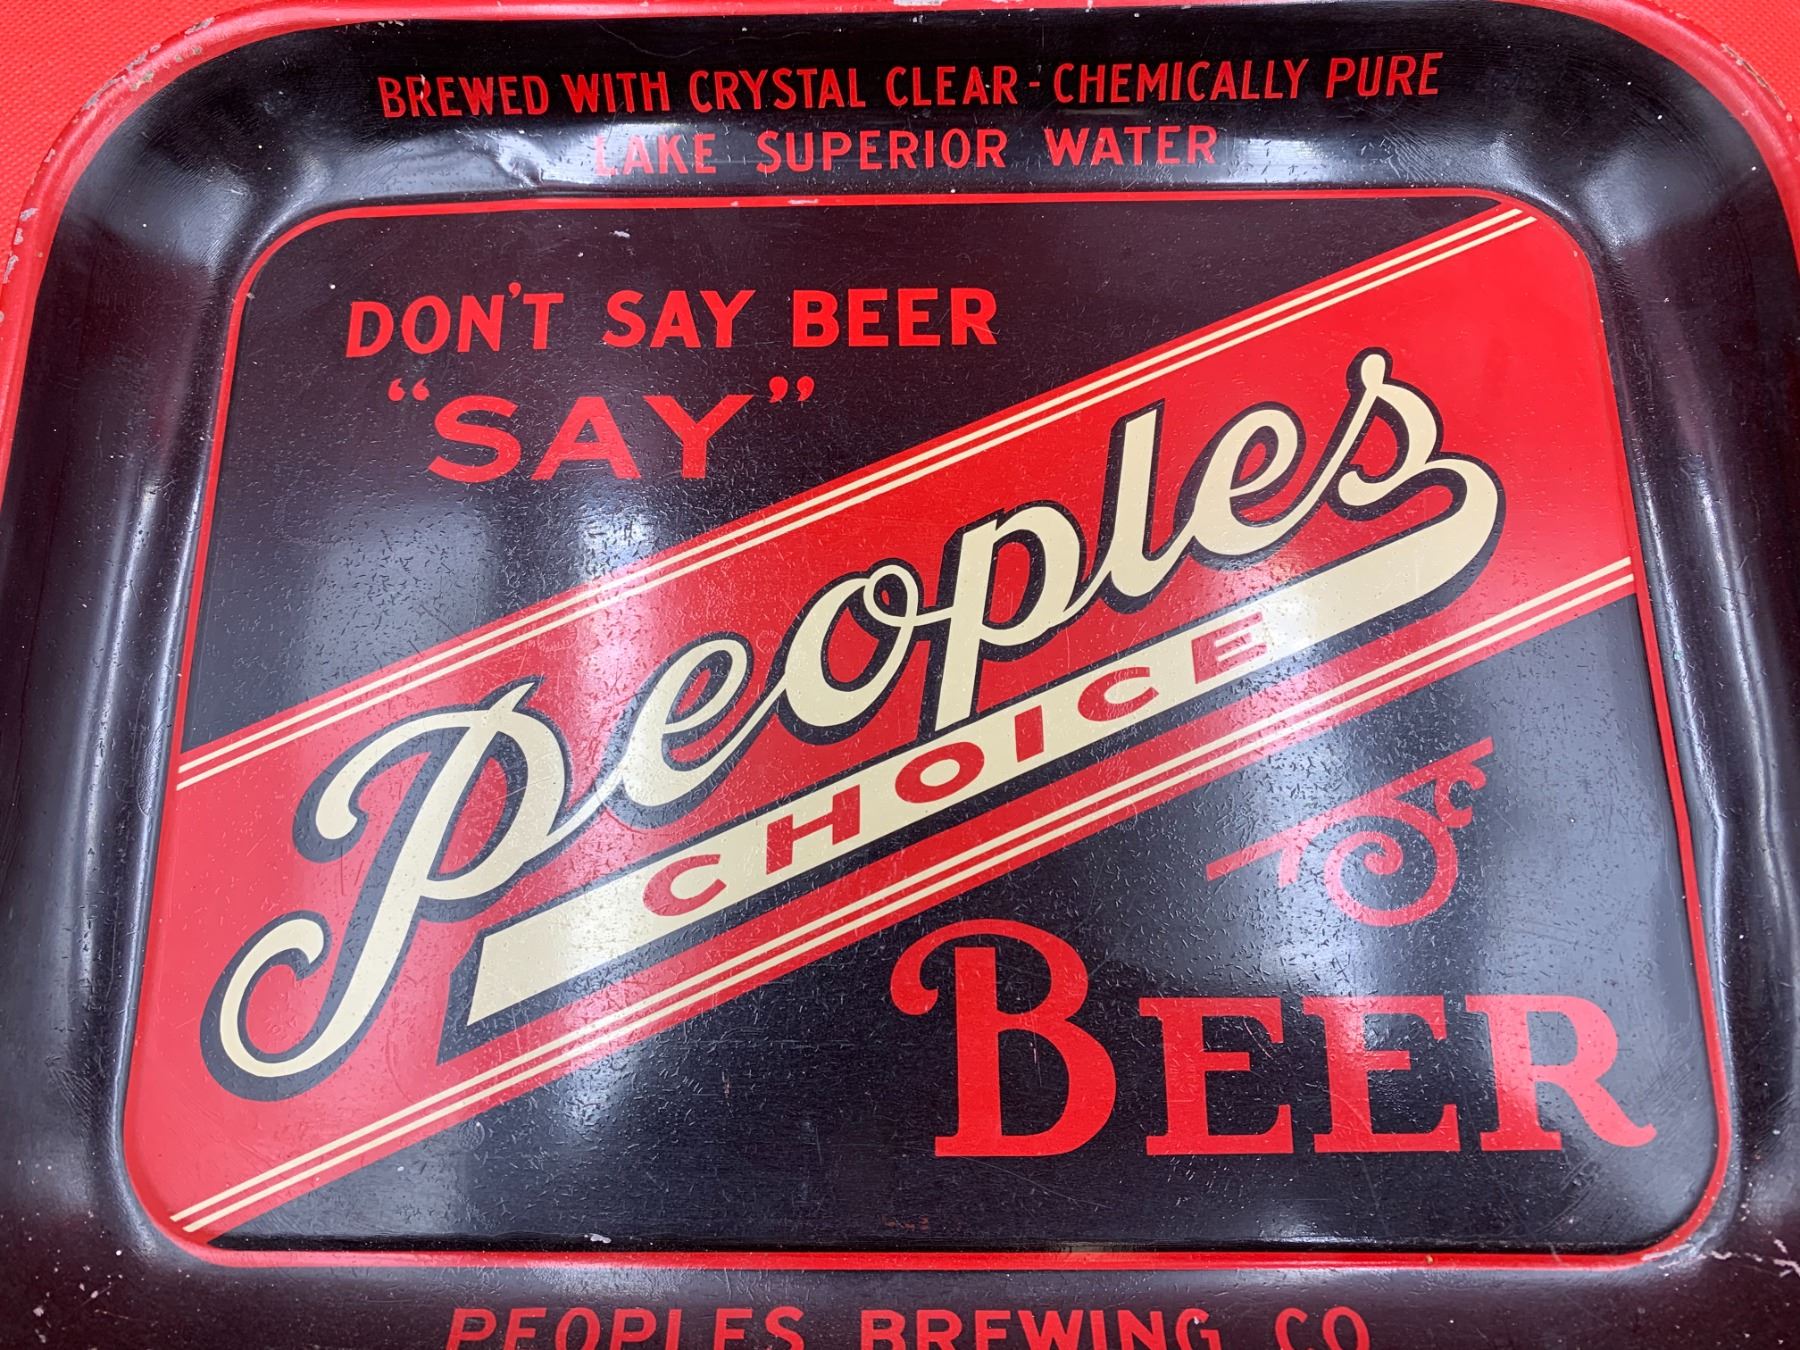 BREWED WITH CRYSTAL CLEAR - CHEMICALLY PURE
LAKE SUPERIOR WATER
DON'T SAY BEER
"SAY"
Peoples
CHOICE
BEER
PEOPLES BREWING CO